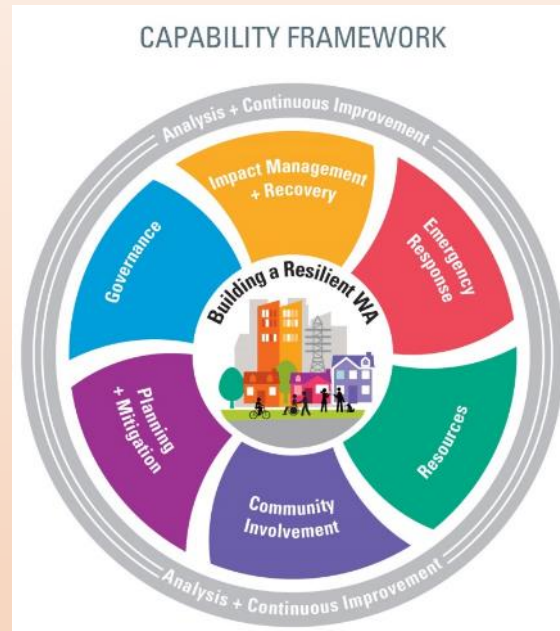 CAPABILITY FRAMEWORK
Analysis + Continuous Improvement
Impact Management
+ Recovery
Emergency
Response
Resources
Community
Involvement
Planning
+ Mitigation
Governance
Building a Resilient WA
Analysis + Continuous Improvement